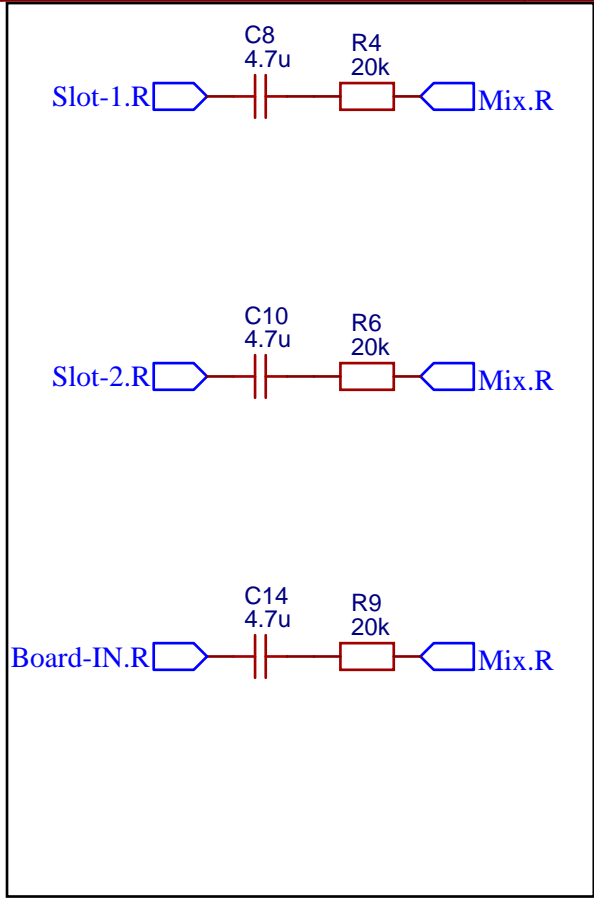 C8
4.7u
R4
20k
Slot-1.R
Mix.R
C10
4.7u
R6
20k
Slot-2.R
Mix.R
C14
4.7u
R9
20k
Board-IN.R
Mix.R